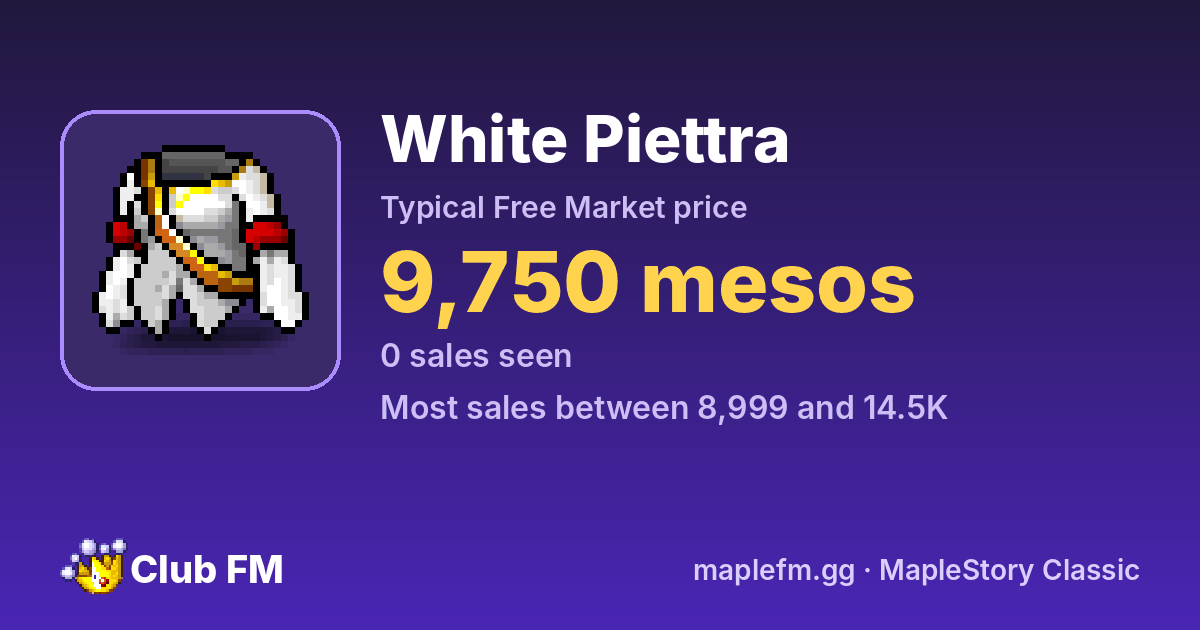 White Piettra
Typical Free Market price
9,750 mesos
0 sales seen
Most sales between 8,999 and 14.5K
Club FM
maplefm.gg · MapleStory Classic